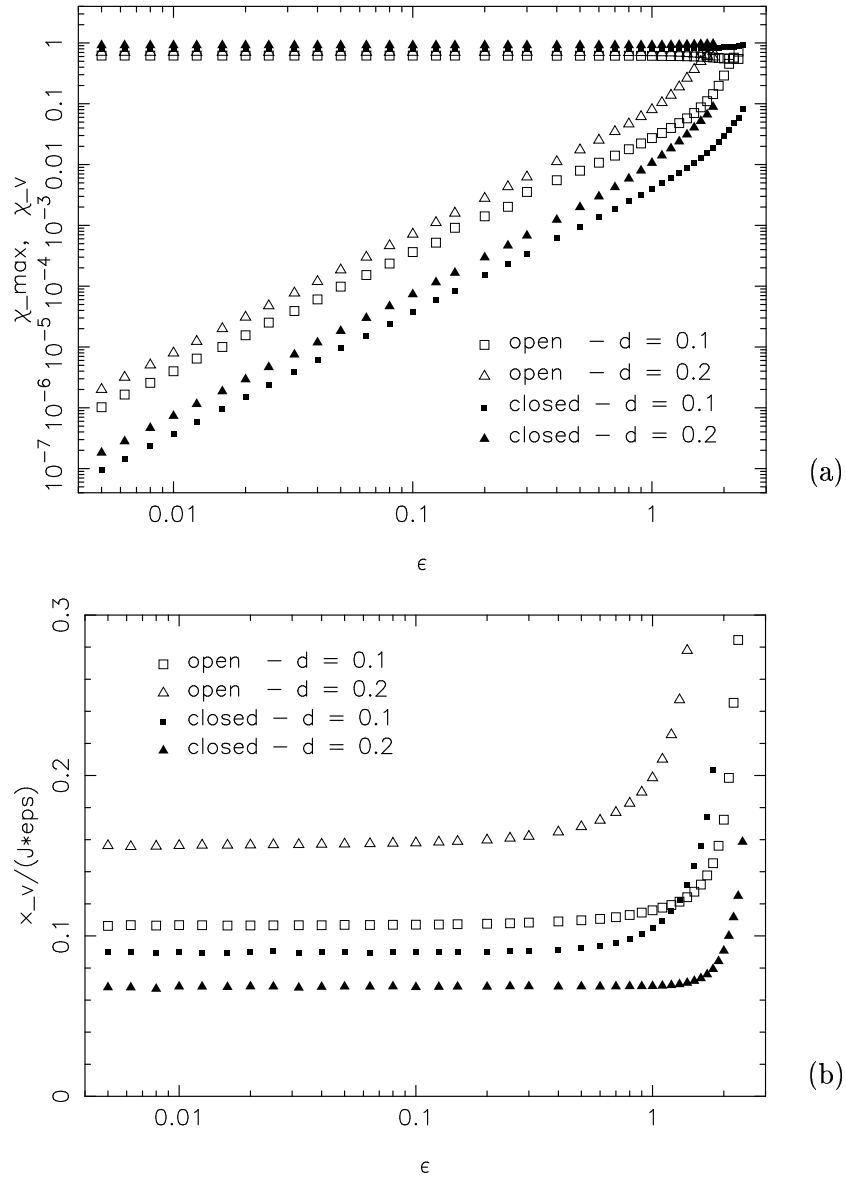 1
0.1
0.01
10⁻³
10⁻⁴
10⁻⁵
10⁻⁶
10⁻⁷
χ_max, χ_v
open – d = 0.1
open – d = 0.2
closed – d = 0.1
closed – d = 0.2
0.01 0.1 1
ϵ
(a)
0.3
0.2
0.1
0
x_v/(J*eps)
open – d = 0.1
open – d = 0.2
closed – d = 0.1
closed – d = 0.2
0.01 0.1 1
ϵ
(b)